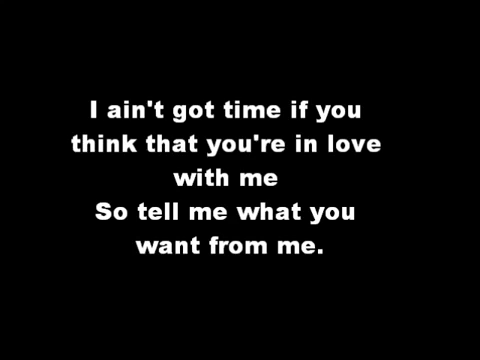 I ain't got time if you
think that you're in love
with me
So tell me what you
want from me.